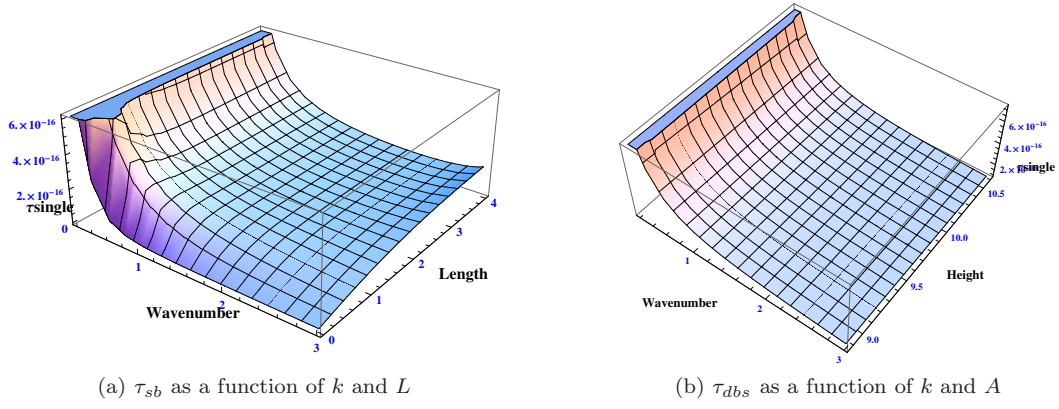 6.×10⁻¹⁶
4.×10⁻¹⁶
2.×10⁻¹⁶
τsingle
0
1
2
3
Wavenumber
0
1
2
3
4
Length
(a) τ_sb as a function of k and L
6.×10⁻¹⁶
4.×10⁻¹⁶
2.×10⁻¹⁶
τsingle
10.5
10.0
9.5
9.0
Height
1
2
3
Wavenumber
(b) τ_dbs as a function of k and A